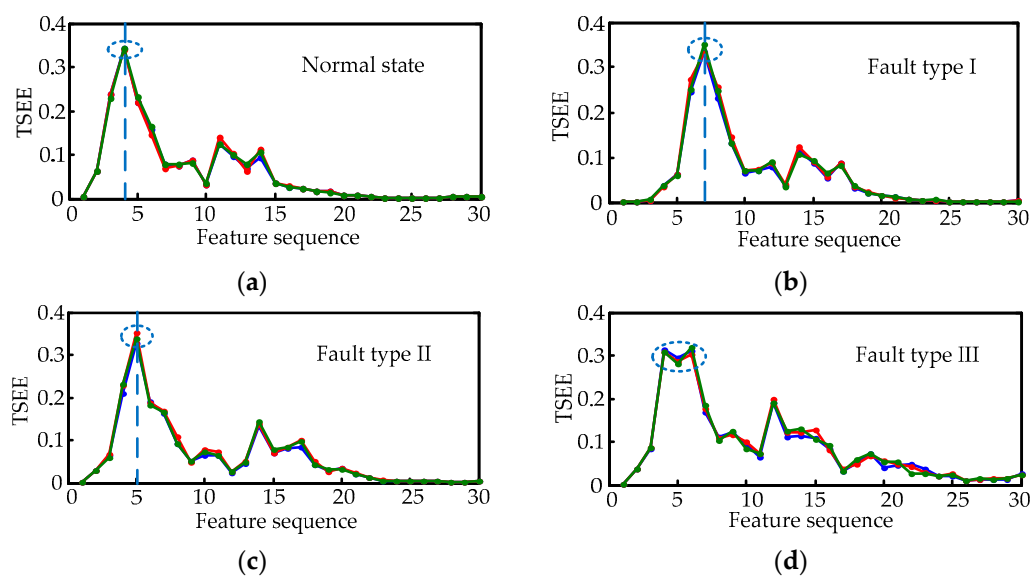 0.4
0.3
0.2
0.1
0
TSEE
Normal state
0 5 10 15 20 25 30
Feature sequence
(a)
0.4
0.3
0.2
0.1
0
TSEE
Fault type I
0 5 10 15 20 25 30
Feature sequence
(b)
0.4
0.3
0.2
0.1
0
TSEE
Fault type II
0 5 10 15 20 25 30
Feature sequence
(c)
0.4
0.3
0.2
0.1
0
TSEE
Fault type III
0 5 10 15 20 25 30
Feature sequence
(d)